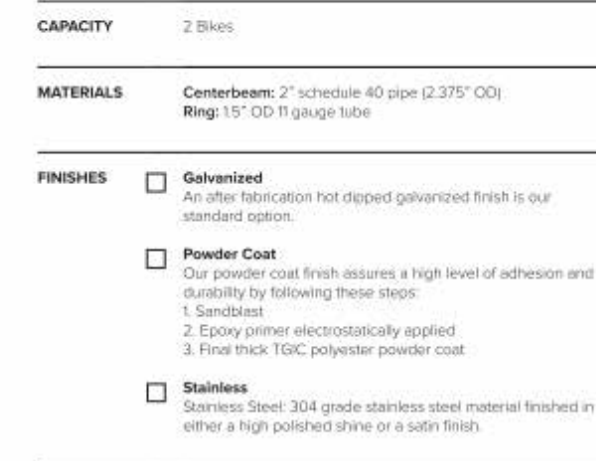 CAPACITY 2 Bikes
MATERIALS Centerbeam: 2" schedule 40 pipe (2.375" OD)
Ring: 1.5" OD 11 gauge tube
FINISHES Galvanized
An after fabrication hot dipped galvanized finish is our
standard option.
Powder Coat
Our powder coat finish assures a high level of adhesion and
durability by following these steps:
1. Sandblast
2. Epoxy primer electrostatically applied
3. Final thick TGIC polyester powder coat
Stainless
Stainless Steel: 304 grade stainless steel material finished in
either a high polished shine or a satin finish.